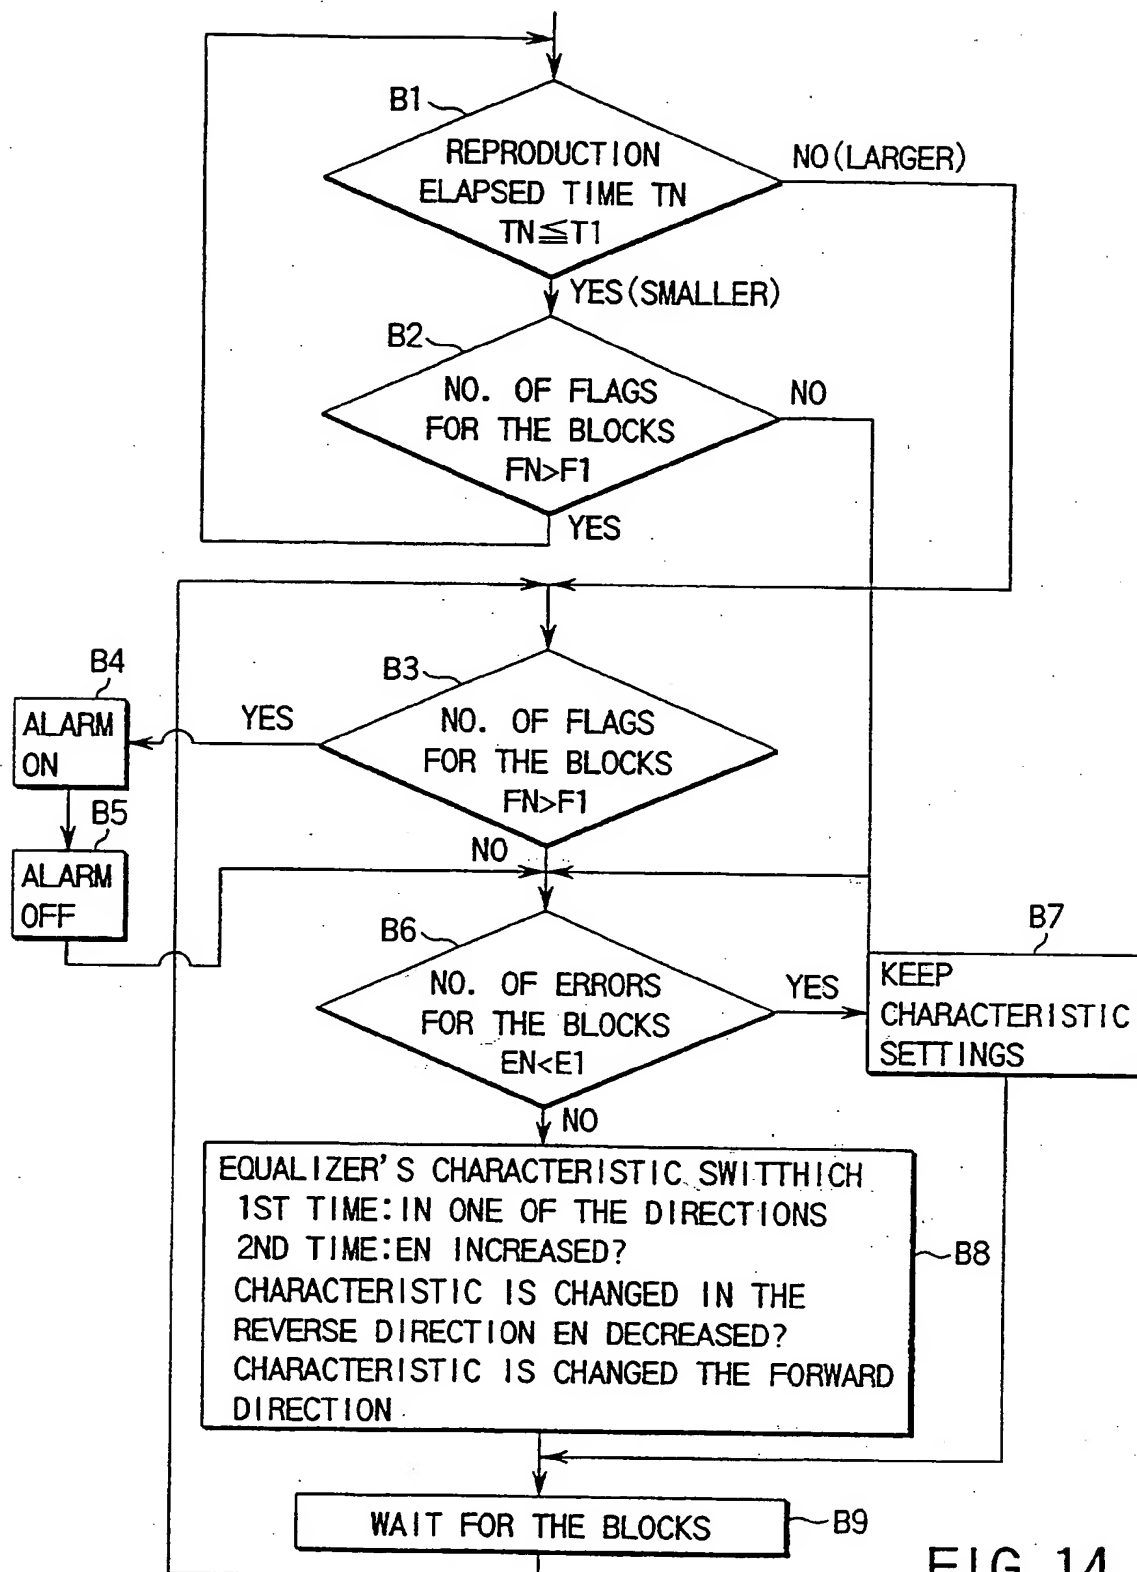 B1
REPRODUCTION
ELAPSED TIME TN
TN≦T1
NO(LARGER)
YES(SMALLER)
B2
NO. OF FLAGS
FOR THE BLOCKS
FN>F1
NO
YES
B3
NO. OF FLAGS
FOR THE BLOCKS
FN>F1
YES
B4
ALARM
ON
B5
ALARM
OFF
NO
B6
NO. OF ERRORS
FOR THE BLOCKS
EN<E1
YES
B7
KEEP
CHARACTERISTIC
SETTINGS
NO
EQUALIZER'S CHARACTERISTIC SWITTHICH
1ST TIME:IN ONE OF THE DIRECTIONS
2ND TIME:EN INCREASED?
CHARACTERISTIC IS CHANGED IN THE
REVERSE DIRECTION EN DECREASED?
CHARACTERISTIC IS CHANGED THE FORWARD
DIRECTION
B8
WAIT FOR THE BLOCKS
B9
FIG. 14